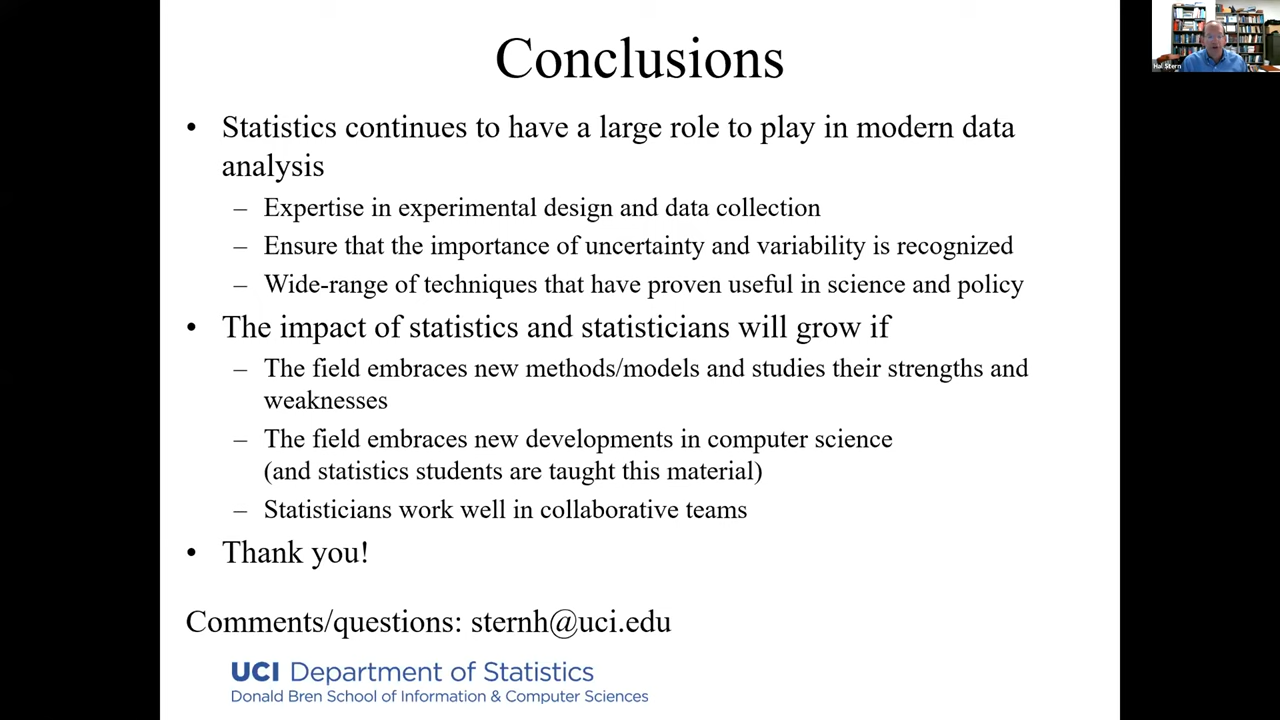 Conclusions
Hal Stern
• Statistics continues to have a large role to play in modern data
analysis
– Expertise in experimental design and data collection
– Ensure that the importance of uncertainty and variability is recognized
– Wide-range of techniques that have proven useful in science and policy
• The impact of statistics and statisticians will grow if
– The field embraces new methods/models and studies their strengths and
weaknesses
– The field embraces new developments in computer science
(and statistics students are taught this material)
– Statisticians work well in collaborative teams
• Thank you!
Comments/questions: sternh@uci.edu
UCI Department of Statistics
Donald Bren School of Information & Computer Sciences